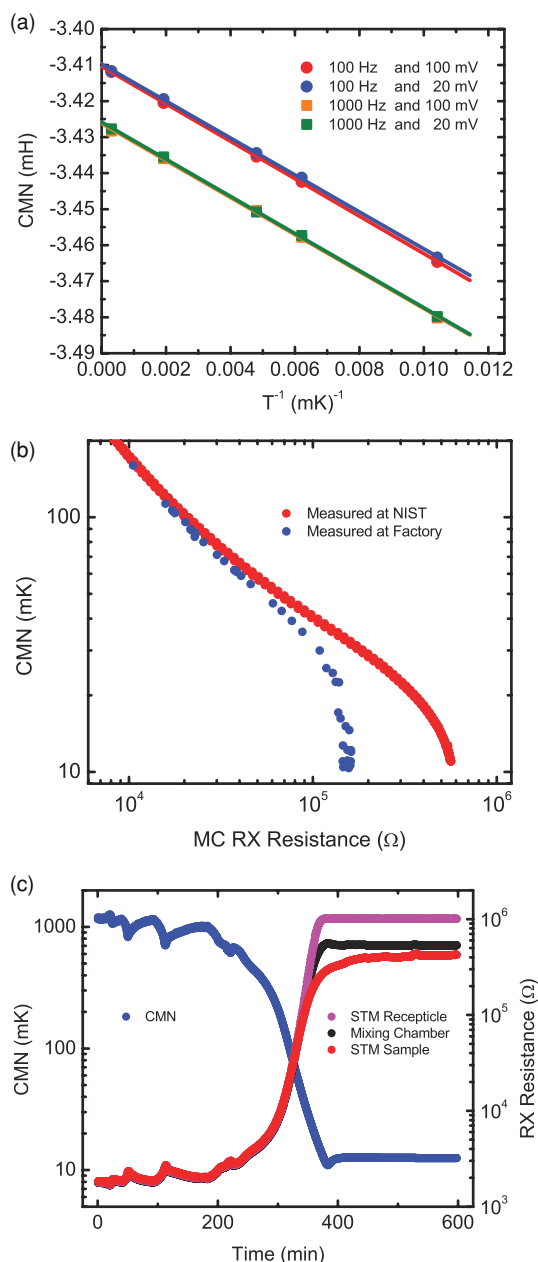 (a)
-3.40
-3.41
-3.42
-3.43
-3.44
-3.45
-3.46
-3.47
-3.48
-3.49
CMN (mH)
100 Hz and 100 mV
100 Hz and 20 mV
1000 Hz and 100 mV
1000 Hz and 20 mV
0.000 0.002 0.004 0.006 0.008 0.010 0.012
T⁻¹ (mK)⁻¹
(b)
100
10
CMN (mK)
Measured at NIST
Measured at Factory
10⁴ 10⁵ 10⁶
MC RX Resistance (Ω)
(c)
1000
100
10
CMN (mK)
CMN
STM Recepticle
Mixing Chamber
STM Sample
10⁶
10⁵
10⁴
10³
RX Resistance (Ω)
0 200 400 600
Time (min)